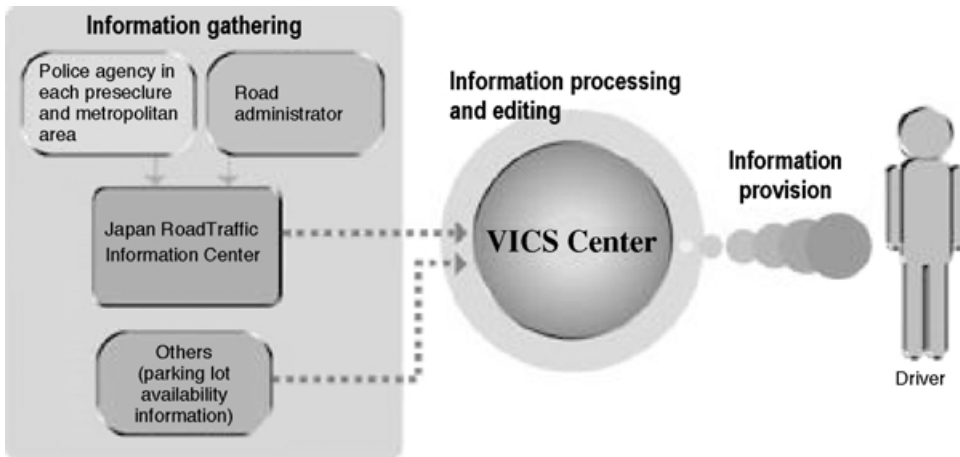 Information gathering
Police agency in
each preseclure
and metropolitan
area
Road
administrator
Japan RoadTraffic
Information Center
Others
(parking lot
availability
information)
Information processing
and editing
VICS Center
Information
provision
Driver